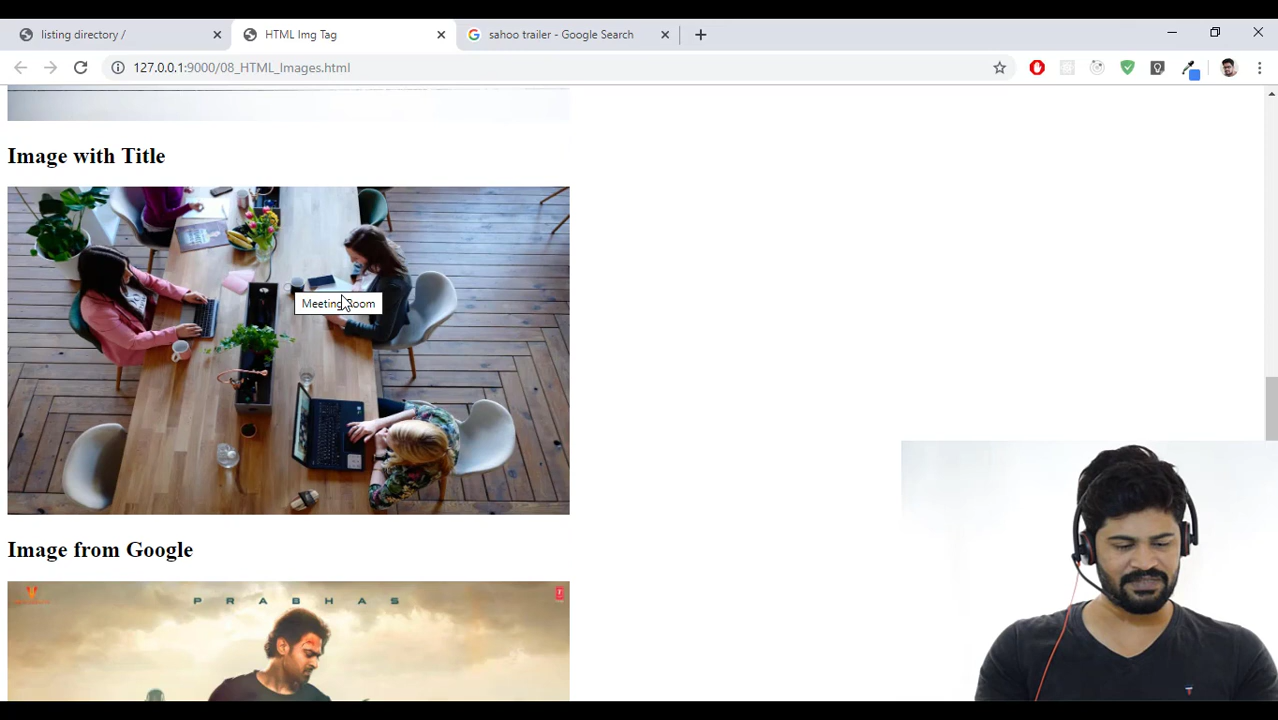 listing directory /
HTML Img Tag
sahoo trailer - Google Search
127.0.0.1:9000/08_HTML_Images.html
Image with Title
Meeting Room
Image from Google
PRABHAS